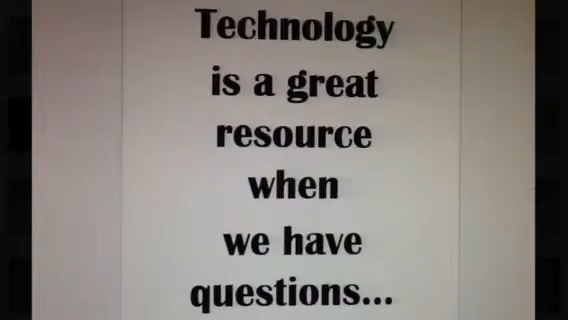 Technology
is a great
resource
when
we have
questions...